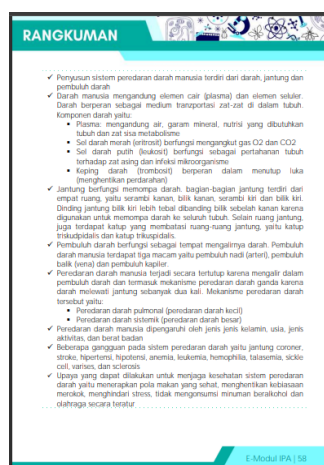 RANGKUMAN
✓ Penyusun sistem peredaran darah manusia terdiri dari darah, jantung dan
pembuluh darah
✓ Darah manusia mengandung elemen cair (plasma) dan elemen seluler.
Darah berperan sebagai medium tranzportasi zat-zat di dalam tubuh.
Komponen darah yaitu:
▪ Plasma: mengandung air, garam mineral, nutrisi yang dibutuhkan
tubuh dan zat sisa metabolisme
▪ Sel darah merah (eritrosit) berfungsi mengangkut gas O2 dan CO2
▪ Sel darah putih (leukosit) berfungsi sebagai pertahanan tubuh
terhadap zat asing dan infeksi mikroorganisme
▪ Keping darah (trombosit) berperan dalam menutup luka
(menghentikan perdarahan)
✓ Jantung berfungsi memompa darah, bagian-bagian jantung terdiri dari
empat ruang, yaitu serambi kanan, bilik kanan, serambi kiri dan bilik kiri.
Dinding jantung bilik kiri lebih tebal dibanding bilik sebelah kanan karena
digunakan untuk memompa darah ke seluruh tubuh. Selain ruang jantung,
juga terdapat katup yang membatasi ruang-ruang jantung, yaitu katup
triskudpidalis dan katup trikuspidalis.
✓ Pembuluh darah berfungsi sebagai tempat mengalirnya darah. Pembuluh
darah manusia terdapat tiga macam yaitu pembuluh nadi (arteri), pembuluh
balik (vena) dan pembuluh kapiler.
✓ Peredaran darah manusia terjadi secara tertutup karena mengalir dalam
pembuluh darah dan termasuk mekanisme peredaran darah ganda karena
darah melewati jantung sebanyak dua kali. Mekanisme peredaran darah
tersebut yaitu:
▪ Peredaran darah pulmonal (peredaran darah kecil)
▪ Peredaran darah sistemik (peredaran darah besar)
✓ Peredaran darah manusia dipengaruhi oleh jenis jenis kelamin, usia, jenis
aktivitas, dan berat badan
✓ Beberapa gangguan pada sistem peredaran darah yaitu jantung coroner,
stroke, hipertensi, hipotensi, anemia, leukemia, hemophilia, talasemia, sickle
cell, varises, dan sclerosis
✓ Upaya yang dapat dilakukan untuk menjaga kesehatan sistem peredaran
darah yaitu menerapkan pola makan yang sehat, menghentikan kebiasaan
merokok, menghindari stress, tidak mengonsumsi minuman beralkohol dan
olahraga secara teratur
E-Modul IPA | 58